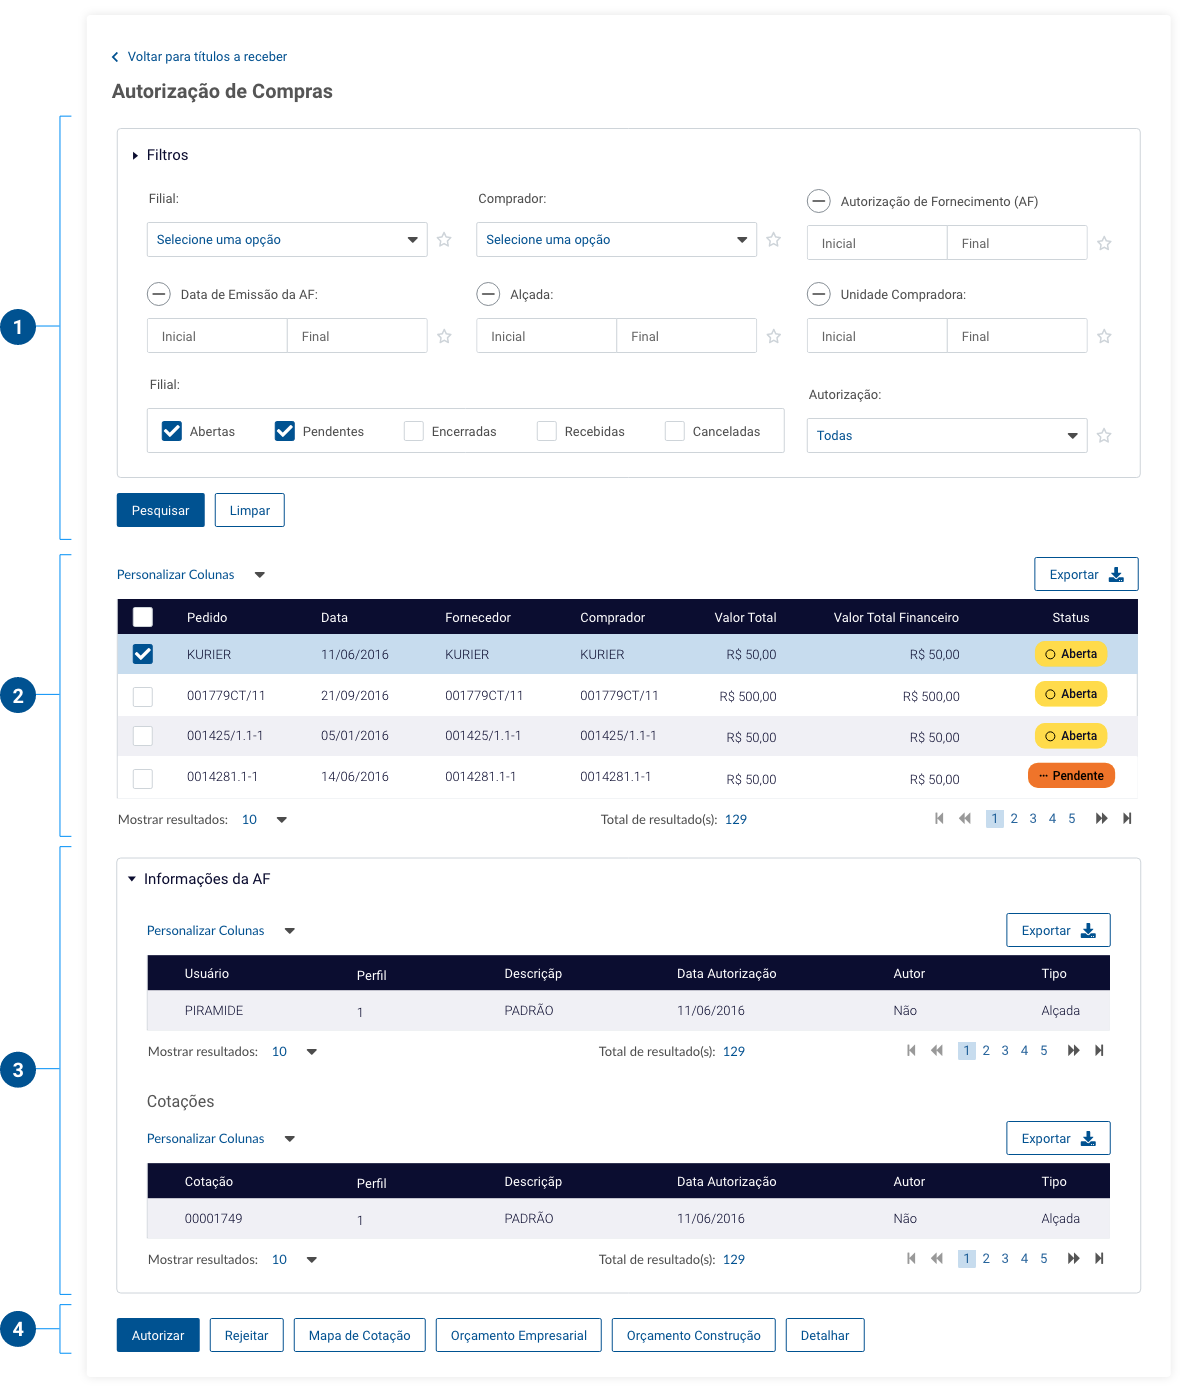 Voltar para títulos a receber
Autorização de Compras
1
Filtros
Filial:
Comprador:
Autorização de Fornecimento (AF)
Selecione uma opção
Selecione uma opção
Inicial Final
Data de Emissão da AF:
Alçada:
Unidade Compradora:
Inicial Final
Inicial Final
Inicial Final
Filial:
Autorização:
Abertas Pendentes Encerradas Recebidas Canceladas
Todas
Pesquisar Limpar
2
Personalizar Colunas Exportar
Pedido Data Fornecedor Comprador Valor Total Valor Total Financeiro Status
KURIER 11/06/2016 KURIER KURIER R$ 50,00 R$ 50,00 Aberta
001779CT/11 21/09/2016 001779CT/11 001779CT/11 R$ 500,00 R$ 500,00 Aberta
001425/1.1-1 05/01/2016 001425/1.1-1 001425/1.1-1 R$ 50,00 R$ 50,00 Aberta
0014281.1-1 14/06/2016 0014281.1-1 0014281.1-1 R$ 50,00 R$ 50,00 Pendente
Mostrar resultados: 10 Total de resultado(s): 129 1 2 3 4 5
3
Informações da AF
Personalizar Colunas Exportar
Usuário Perfil Descriçãp Data Autorização Autor Tipo
PIRAMIDE 1 PADRÃO 11/06/2016 Não Alçada
Mostrar resultados: 10 Total de resultado(s): 129 1 2 3 4 5
Cotações
Personalizar Colunas Exportar
Cotação Perfil Descriçãp Data Autorização Autor Tipo
00001749 1 PADRÃO 11/06/2016 Não Alçada
Mostrar resultados: 10 Total de resultado(s): 129 1 2 3 4 5
4
Autorizar Rejeitar Mapa de Cotação Orçamento Empresarial Orçamento Construção Detalhar